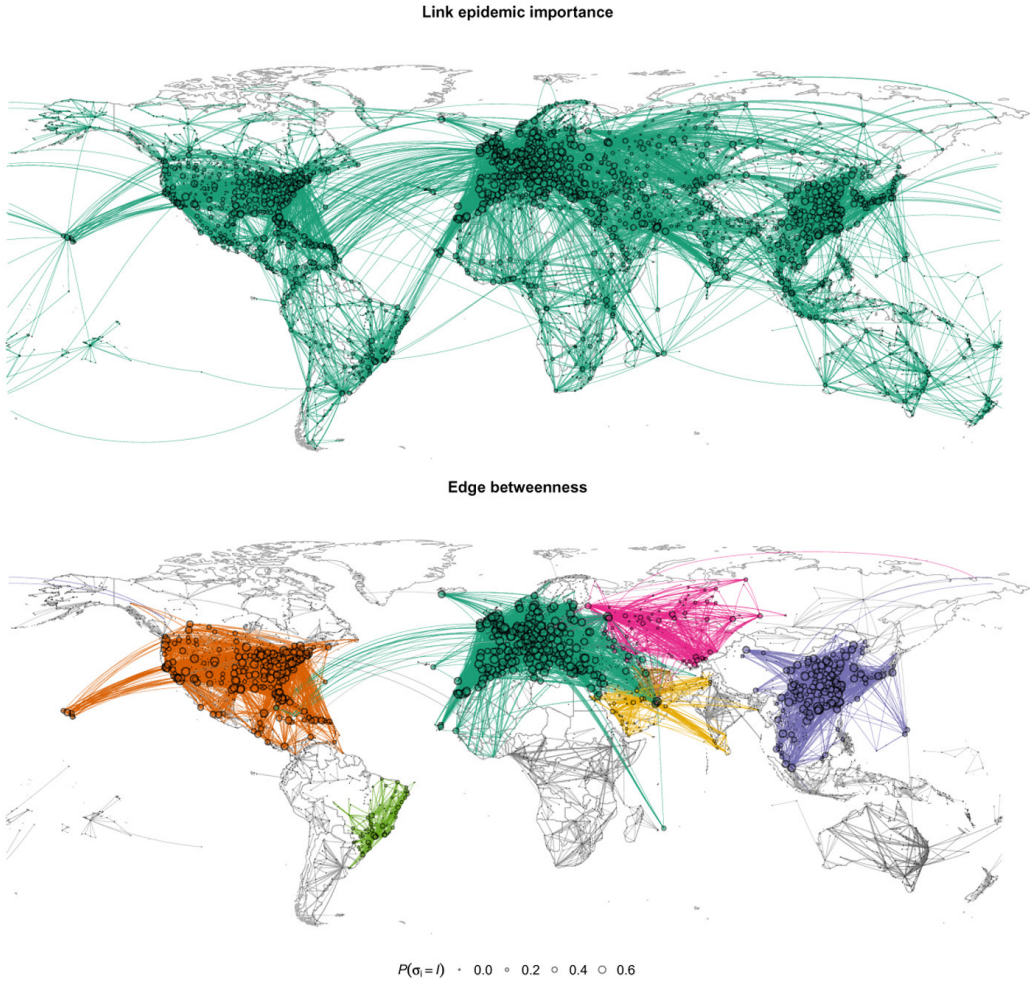 Link epidemic importance
Edge betweenness
P(σᵢ = I) 0.0 0.2 0.4 0.6